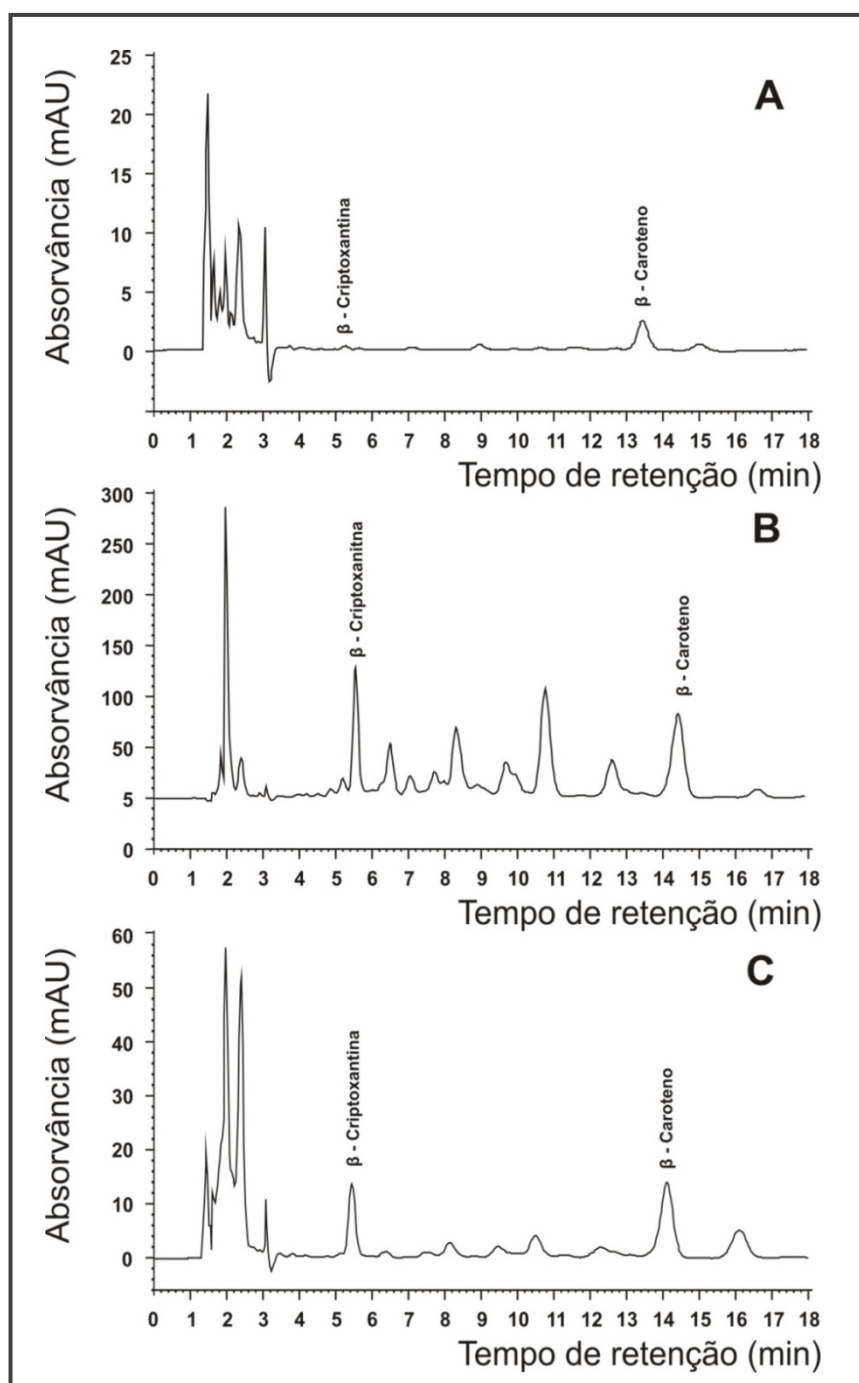 A
Absorvância (mAU)
25
20
15
10
5
0
β - Criptoxantina
β - Caroteno
0 1 2 3 4 5 6 7 8 9 10 11 12 13 14 15 16 17 18
Tempo de retenção (min)
B
Absorvância (mAU)
300
250
200
150
100
50
5
0
β - Criptoxanitna
β - Caroteno
0 1 2 3 4 5 6 7 8 9 10 11 12 13 14 15 16 17 18
Tempo de retenção (min)
C
Absorvância (mAU)
60
50
40
30
20
10
0
β - Criptoxantina
β - Caroteno
0 1 2 3 4 5 6 7 8 9 10 11 12 13 14 15 16 17 18
Tempo de retenção (min)